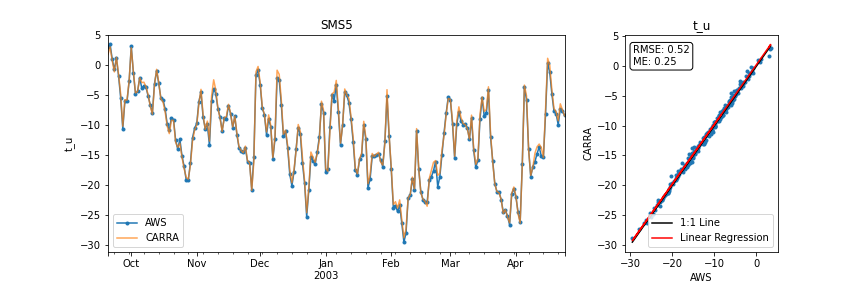 SMS5
t_u
5
0
−5
−10
−15
−20
−25
−30
t_u
AWS
CARRA
Oct Nov Dec Jan Feb Mar Apr
2003
5
0
−5
−10
−15
−20
−25
−30
CARRA
RMSE: 0.52
ME: 0.25
1:1 Line
Linear Regression
−30 −20 −10 0
AWS